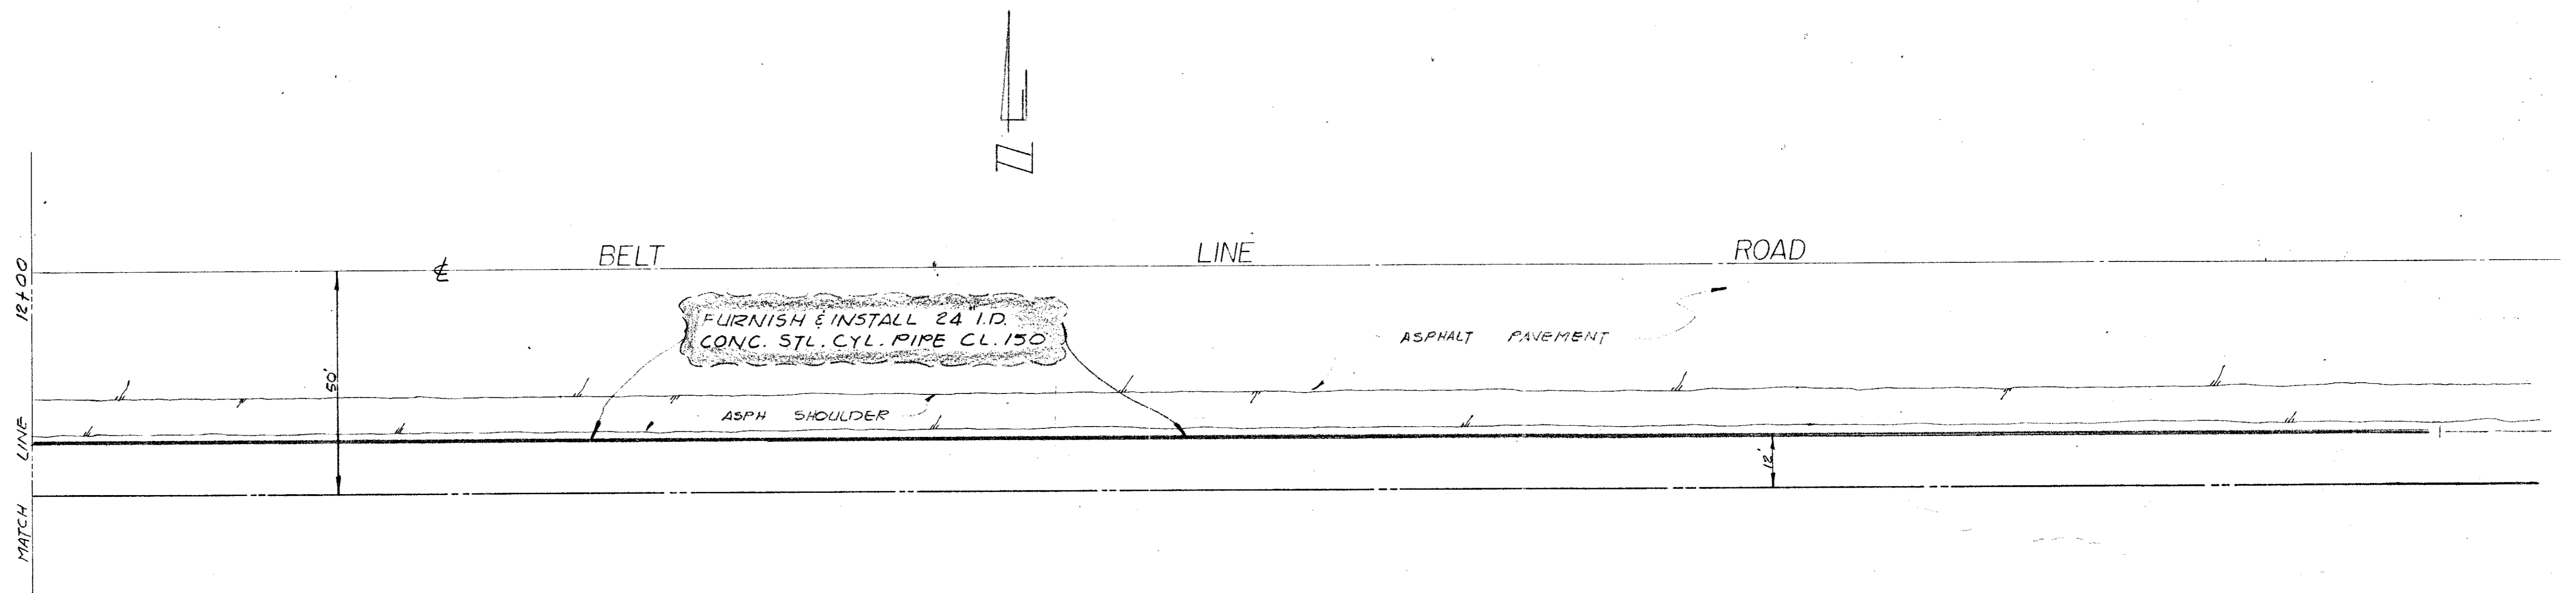 N
MATCH LINE 12+00
℄
BELT LINE ROAD
FURNISH & INSTALL 24" I.D.
CONC. STL. CYL. PIPE CL. 150
ASPHALT PAVEMENT
50'
ASPH SHOULDER
12'